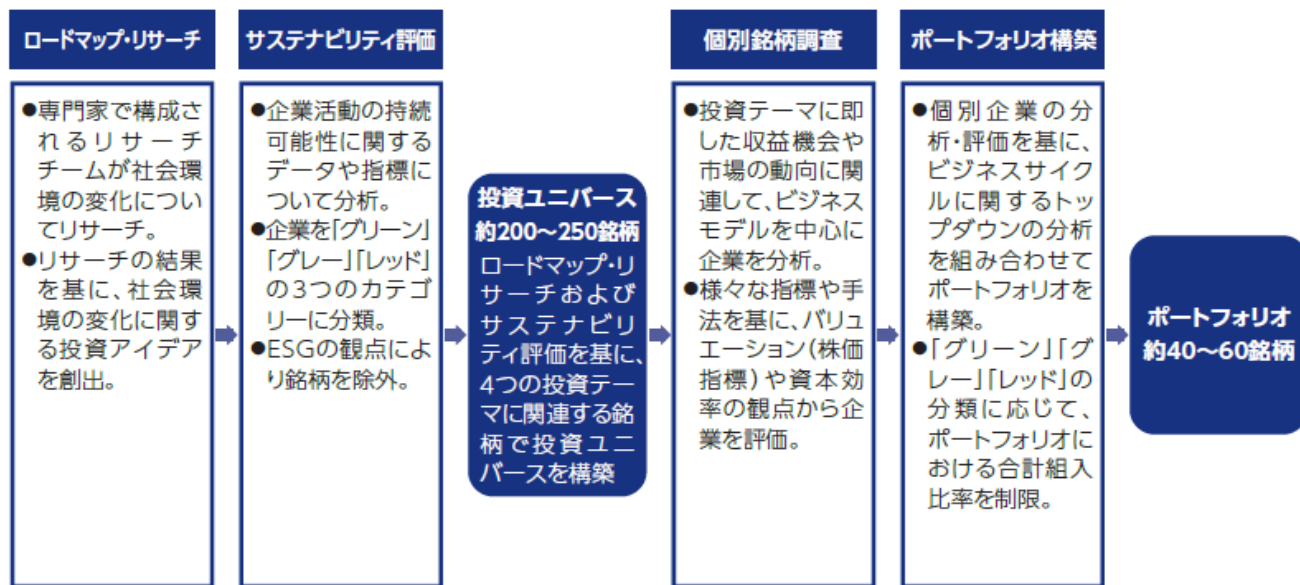 ロードマップ・リサーチ
●専門家で構成さ
れるリサーチ
チームが社会環
境の変化につい
てリサーチ。
●リサーチの結果
を基に、社会環
境の変化に関す
る投資アイデア
を創出。
サステナビリティ評価
●企業活動の持続
可能性に関する
データや指標に
ついて分析。
●企業を「グリーン」
「グレー」「レッド」
の3つのカテゴ
リーに分類。
●ESGの観点によ
り銘柄を除外。
投資ユニバース
約200～250銘柄
ロードマップ・リ
サーチおよび
サステナビリ
ティ評価を基に、
4つの投資テー
マに関連する銘
柄で投資ユニ
バースを構築
個別銘柄調査
●投資テーマに即
した収益機会や
市場の動向に関
連して、ビジネス
モデルを中心に
企業を分析。
●様々な指標や手
法を基に、バリュ
エーション(株価
指標)や資本効
率の観点から企
業を評価。
ポートフォリオ構築
●個別企業の分
析・評価を基に、
ビジネスサイク
ルに関するトッ
プダウンの分析
を組み合わせて
ポートフォリオを
構築。
●「グリーン」「グ
レー」「レッド」の
分類に応じて、
ポートフォリオに
おける合計組入
比率を制限。
ポートフォリオ
約40～60銘柄